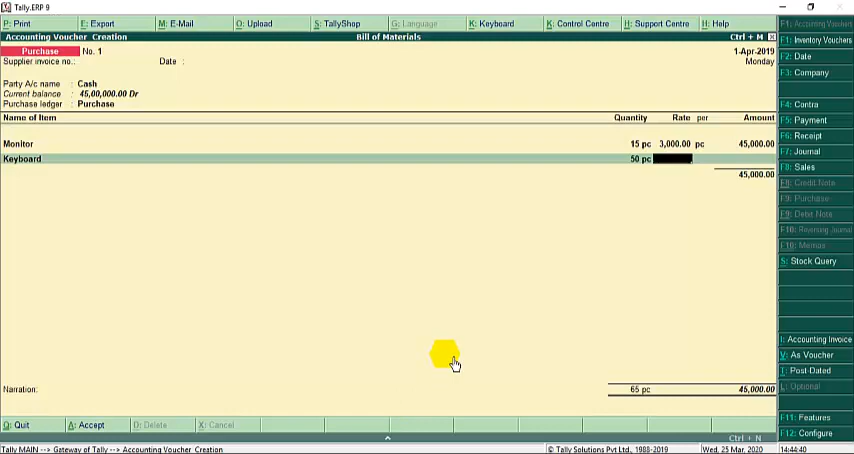 Tally.ERP 9
P: Print E: Export M: E-Mail O: Upload S: TallyShop G: Language K: Keyboard K: Control Centre H: Support Centre H: Help
Accounting Voucher Creation Bill of Materials Ctrl + M
Purchase No. 1 1-Apr-2019
Supplier invoice no.: Date : Monday
Party A/c name : Cash
Current balance : 45,00,000.00 Dr
Purchase ledger : Purchase
Name of Item Quantity Rate per Amount
Monitor 15 pc 3,000.00 pc 45,000.00
Keyboard 50 pc
45,000.00
Narration: 65 pc 45,000.00
Q: Quit A: Accept D: Delete X: Cancel
Ctrl + N
Tally MAIN --> Gateway of Tally --> Accounting Voucher Creation © Tally Solutions Pvt Ltd., 1988-2019 Wed, 25 Mar, 2020 14:44:40
F1: Accounting Vouchers
F1: Inventory Vouchers
F2: Date
F3: Company
F4: Contra
F5: Payment
F6: Receipt
F7: Journal
F8: Sales
F8: Credit Note
F9: Purchase
F9: Debit Note
F10: Reversing Journal
F10: Memos
S: Stock Query
I: Accounting Invoice
V: As Voucher
T: Post-Dated
L: Optional
F11: Features
F12: Configure